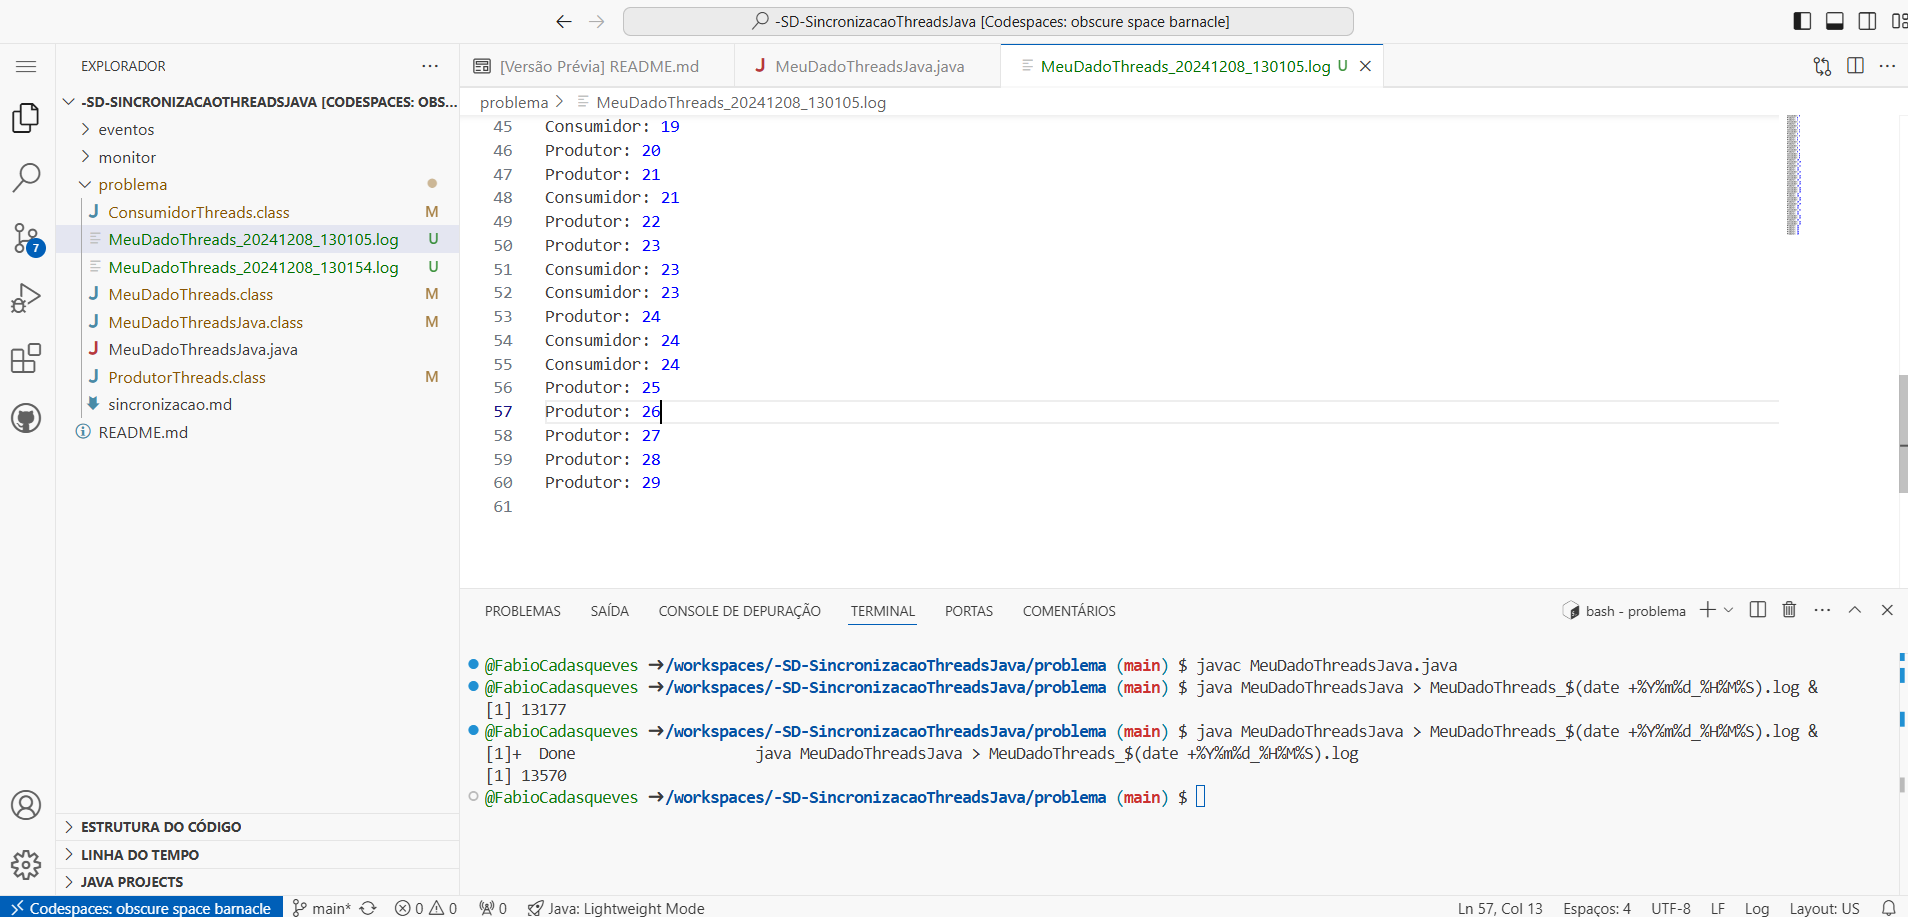 -SD-SincronizacaoThreadsJava [Codespaces: obscure space barnacle]
EXPLORADOR
-SD-SINCRONIZACAOTHREADSJAVA [CODESPACES: OBS...
eventos
monitor
problema
ConsumidorThreads.class M
MeuDadoThreads_20241208_130105.log U
MeuDadoThreads_20241208_130154.log U
MeuDadoThreads.class M
MeuDadoThreadsJava.class M
MeuDadoThreadsJava.java
ProdutorThreads.class M
sincronizacao.md
README.md
7
ESTRUTURA DO CÓDIGO
LINHA DO TEMPO
JAVA PROJECTS
[Versão Prévia] README.md
MeuDadoThreadsJava.java
MeuDadoThreads_20241208_130105.log U
problema > MeuDadoThreads_20241208_130105.log
45 Consumidor: 19
46 Produtor: 20
47 Produtor: 21
48 Consumidor: 21
49 Produtor: 22
50 Produtor: 23
51 Consumidor: 23
52 Consumidor: 23
53 Produtor: 24
54 Consumidor: 24
55 Consumidor: 24
56 Produtor: 25
57 Produtor: 26
58 Produtor: 27
59 Produtor: 28
60 Produtor: 29
61
PROBLEMAS SAÍDA CONSOLE DE DEPURAÇÃO TERMINAL PORTAS COMENTÁRIOS
bash - problema
@FabioCadasqueves →/workspaces/-SD-SincronizacaoThreadsJava/problema (main) $ javac MeuDadoThreadsJava.java
@FabioCadasqueves →/workspaces/-SD-SincronizacaoThreadsJava/problema (main) $ java MeuDadoThreadsJava > MeuDadoThreads_$(date +%Y%m%d_%H%M%S).log &
[1] 13177
@FabioCadasqueves →/workspaces/-SD-SincronizacaoThreadsJava/problema (main) $ java MeuDadoThreadsJava > MeuDadoThreads_$(date +%Y%m%d_%H%M%S).log &
[1]+  Done                    java MeuDadoThreadsJava > MeuDadoThreads_$(date +%Y%m%d_%H%M%S).log
[1] 13570
@FabioCadasqueves →/workspaces/-SD-SincronizacaoThreadsJava/problema (main) $
Codespaces: obscure space barnacle main* 0 0 0 Java: Lightweight Mode Ln 57, Col 13 Espaços: 4 UTF-8 LF Log Layout: US